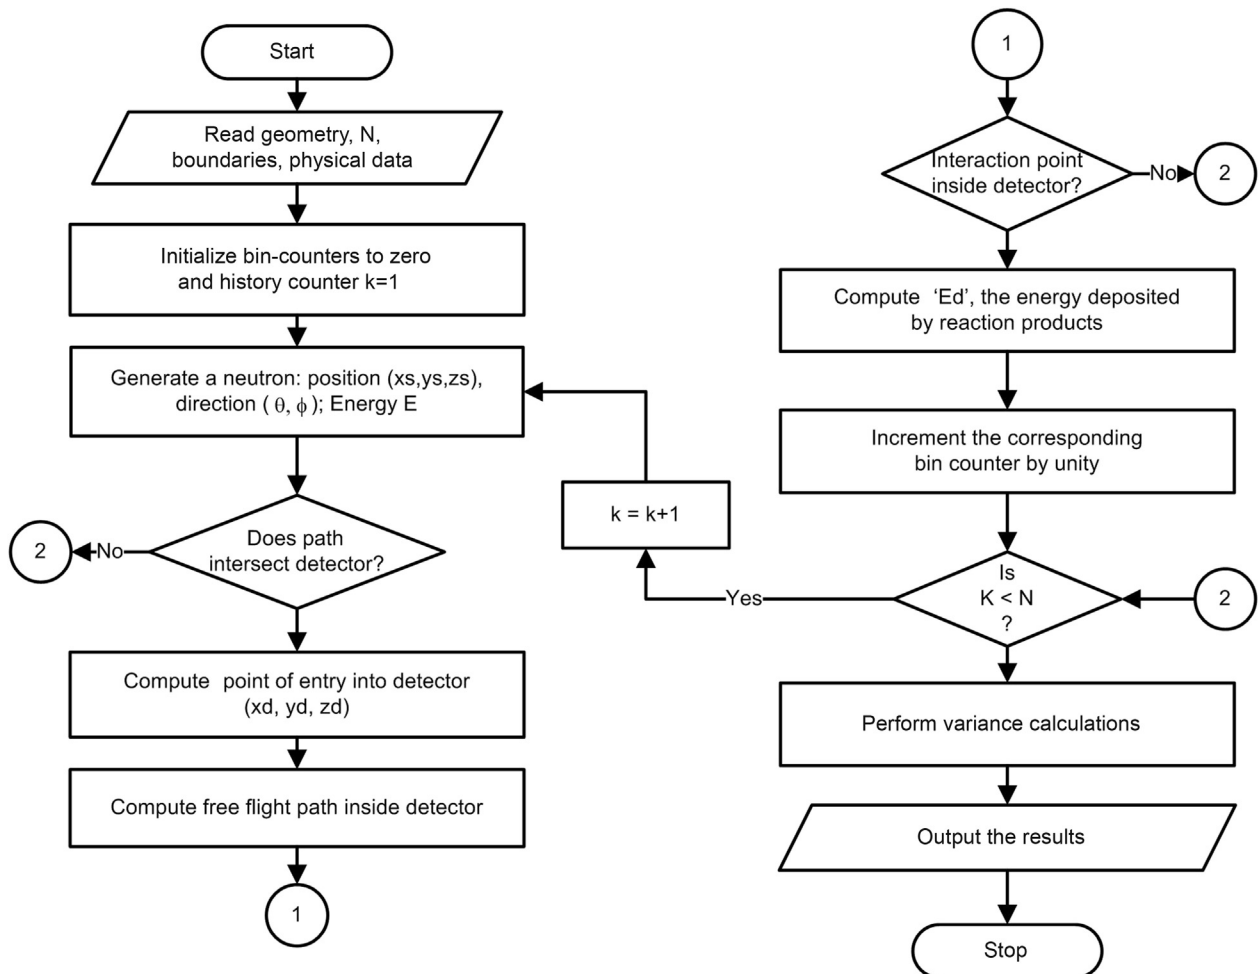 Start
Read geometry, N,
boundaries, physical data
Initialize bin-counters to zero
and history counter k=1
Generate a neutron: position (xs,ys,zs),
direction ( θ, ϕ ); Energy E
Does path
intersect detector?
No
2
Compute point of entry into detector
(xd, yd, zd)
Compute free flight path inside detector
1
k = k+1
Yes
1
Interaction point
inside detector?
No
2
Compute ‘Ed’, the energy deposited
by reaction products
Increment the corresponding
bin counter by unity
Is
K < N
?
2
Perform variance calculations
Output the results
Stop